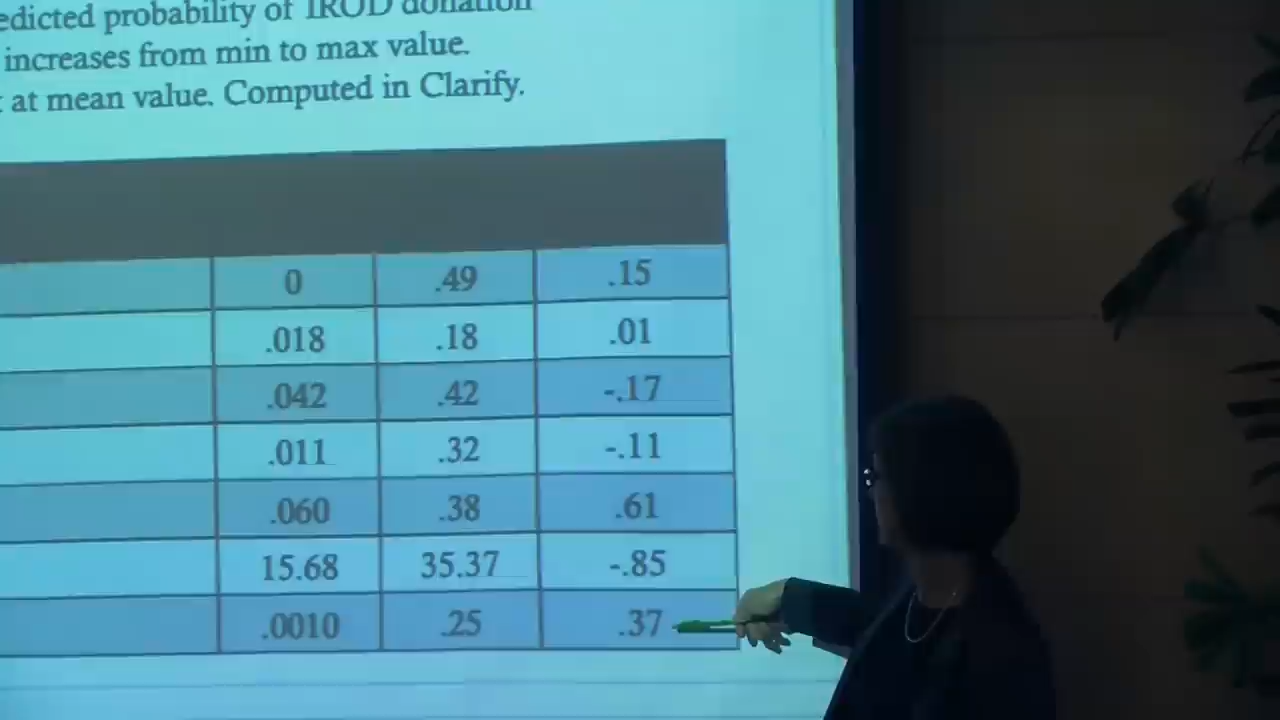 edicted probability of IROD donation
increases from min to max value.
at mean value. Computed in Clarify.
0 .49 .15
.018 .18 .01
.042 .42 -.17
.011 .32 -.11
.060 .38 .61
15.68 35.37 -.85
.0010 .25 .37